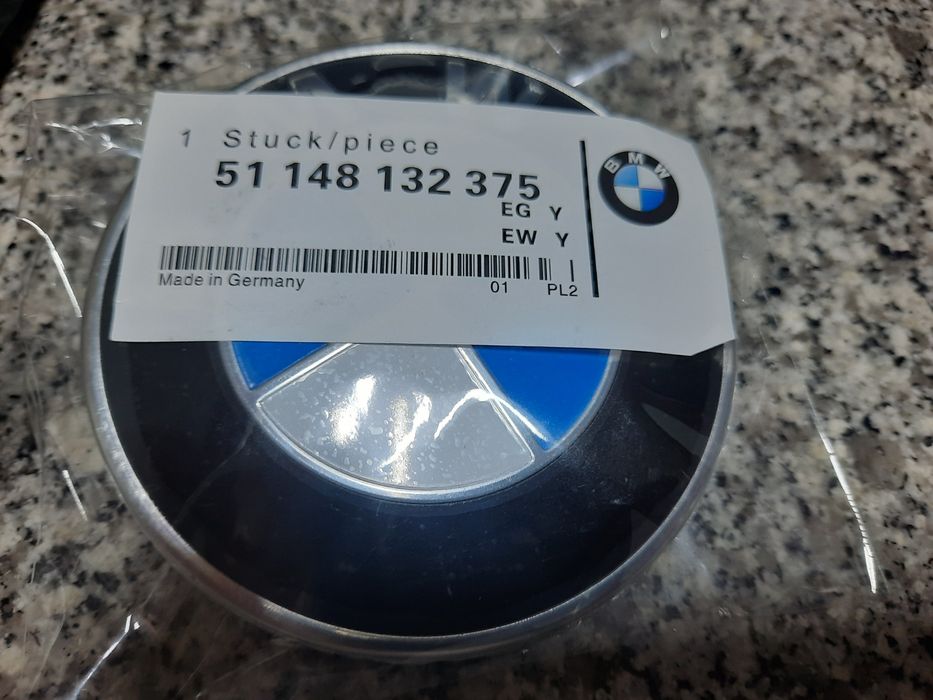 1 Stuck/piece
51 148 132 375
EG Y
EW Y
Made in Germany 01 PL2
BMW